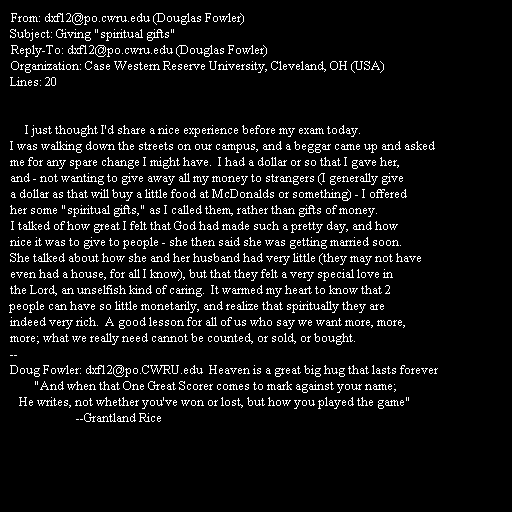 From: dxf12@po.cwru.edu (Douglas Fowler)
Subject: Giving "spiritual gifts"
Reply-To: dxf12@po.cwru.edu (Douglas Fowler)
Organization: Case Western Reserve University, Cleveland, OH (USA)
Lines: 20

I just thought I'd share a nice experience before my exam today.
I was walking down the streets on our campus, and a beggar came up and asked
me for any spare change I might have.  I had a dollar or so that I gave her,
and - not wanting to give away all my money to strangers (I generally give
a dollar as that will buy a little food at McDonalds or something) - I offered
her some "spiritual gifts," as I called them, rather than gifts of money.
I talked of how great I felt that God had made such a pretty day, and how
nice it was to give to people - she then said she was getting married soon.
She talked about how she and her husband had very little (they may not have
even had a house, for all I know), but that they felt a very special love in
the Lord, an unselfish kind of caring.  It warmed my heart to know that 2
people can have so little monetarily, and realize that spiritually they are
indeed very rich.  A good lesson for all of us who say we want more, more,
more; what we really need cannot be counted, or sold, or bought.
--
Doug Fowler: dxf12@po.CWRU.edu  Heaven is a great big hug that lasts forever
"And when that One Great Scorer comes to mark against your name;
He writes, not whether you've won or lost, but how you played the game"
--Grantland Rice